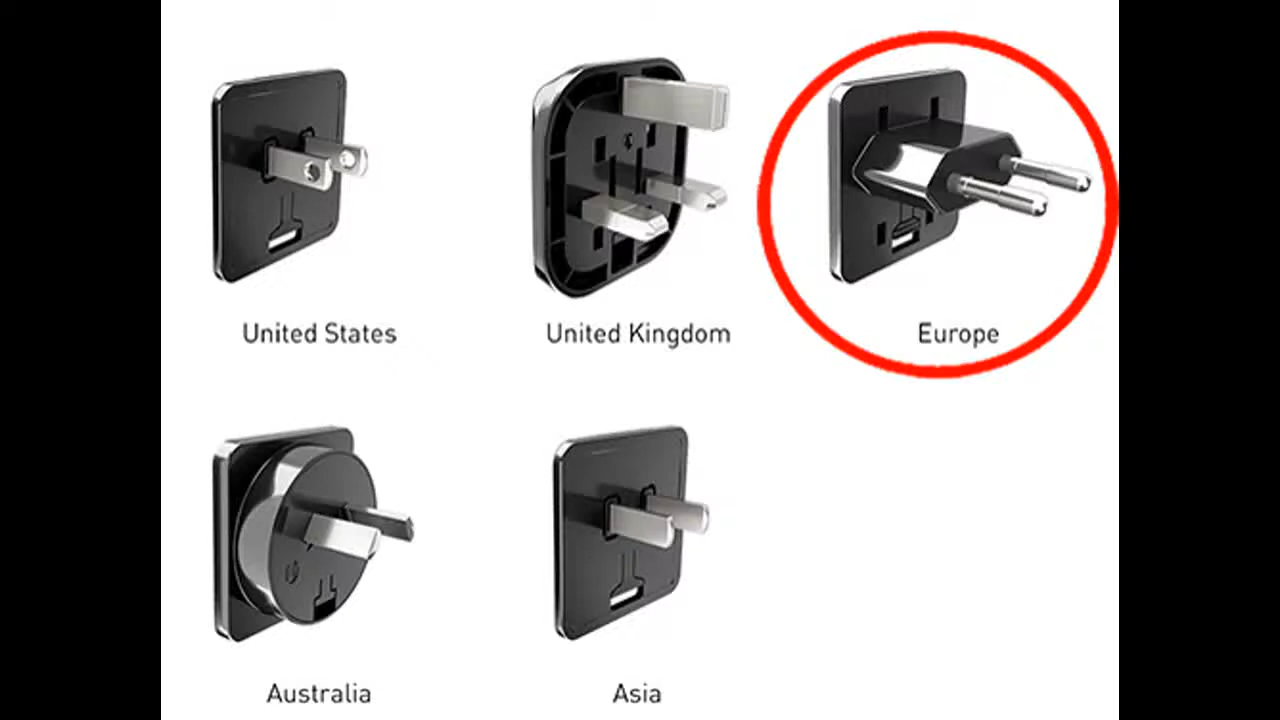 United States
United Kingdom
Europe
Australia
Asia